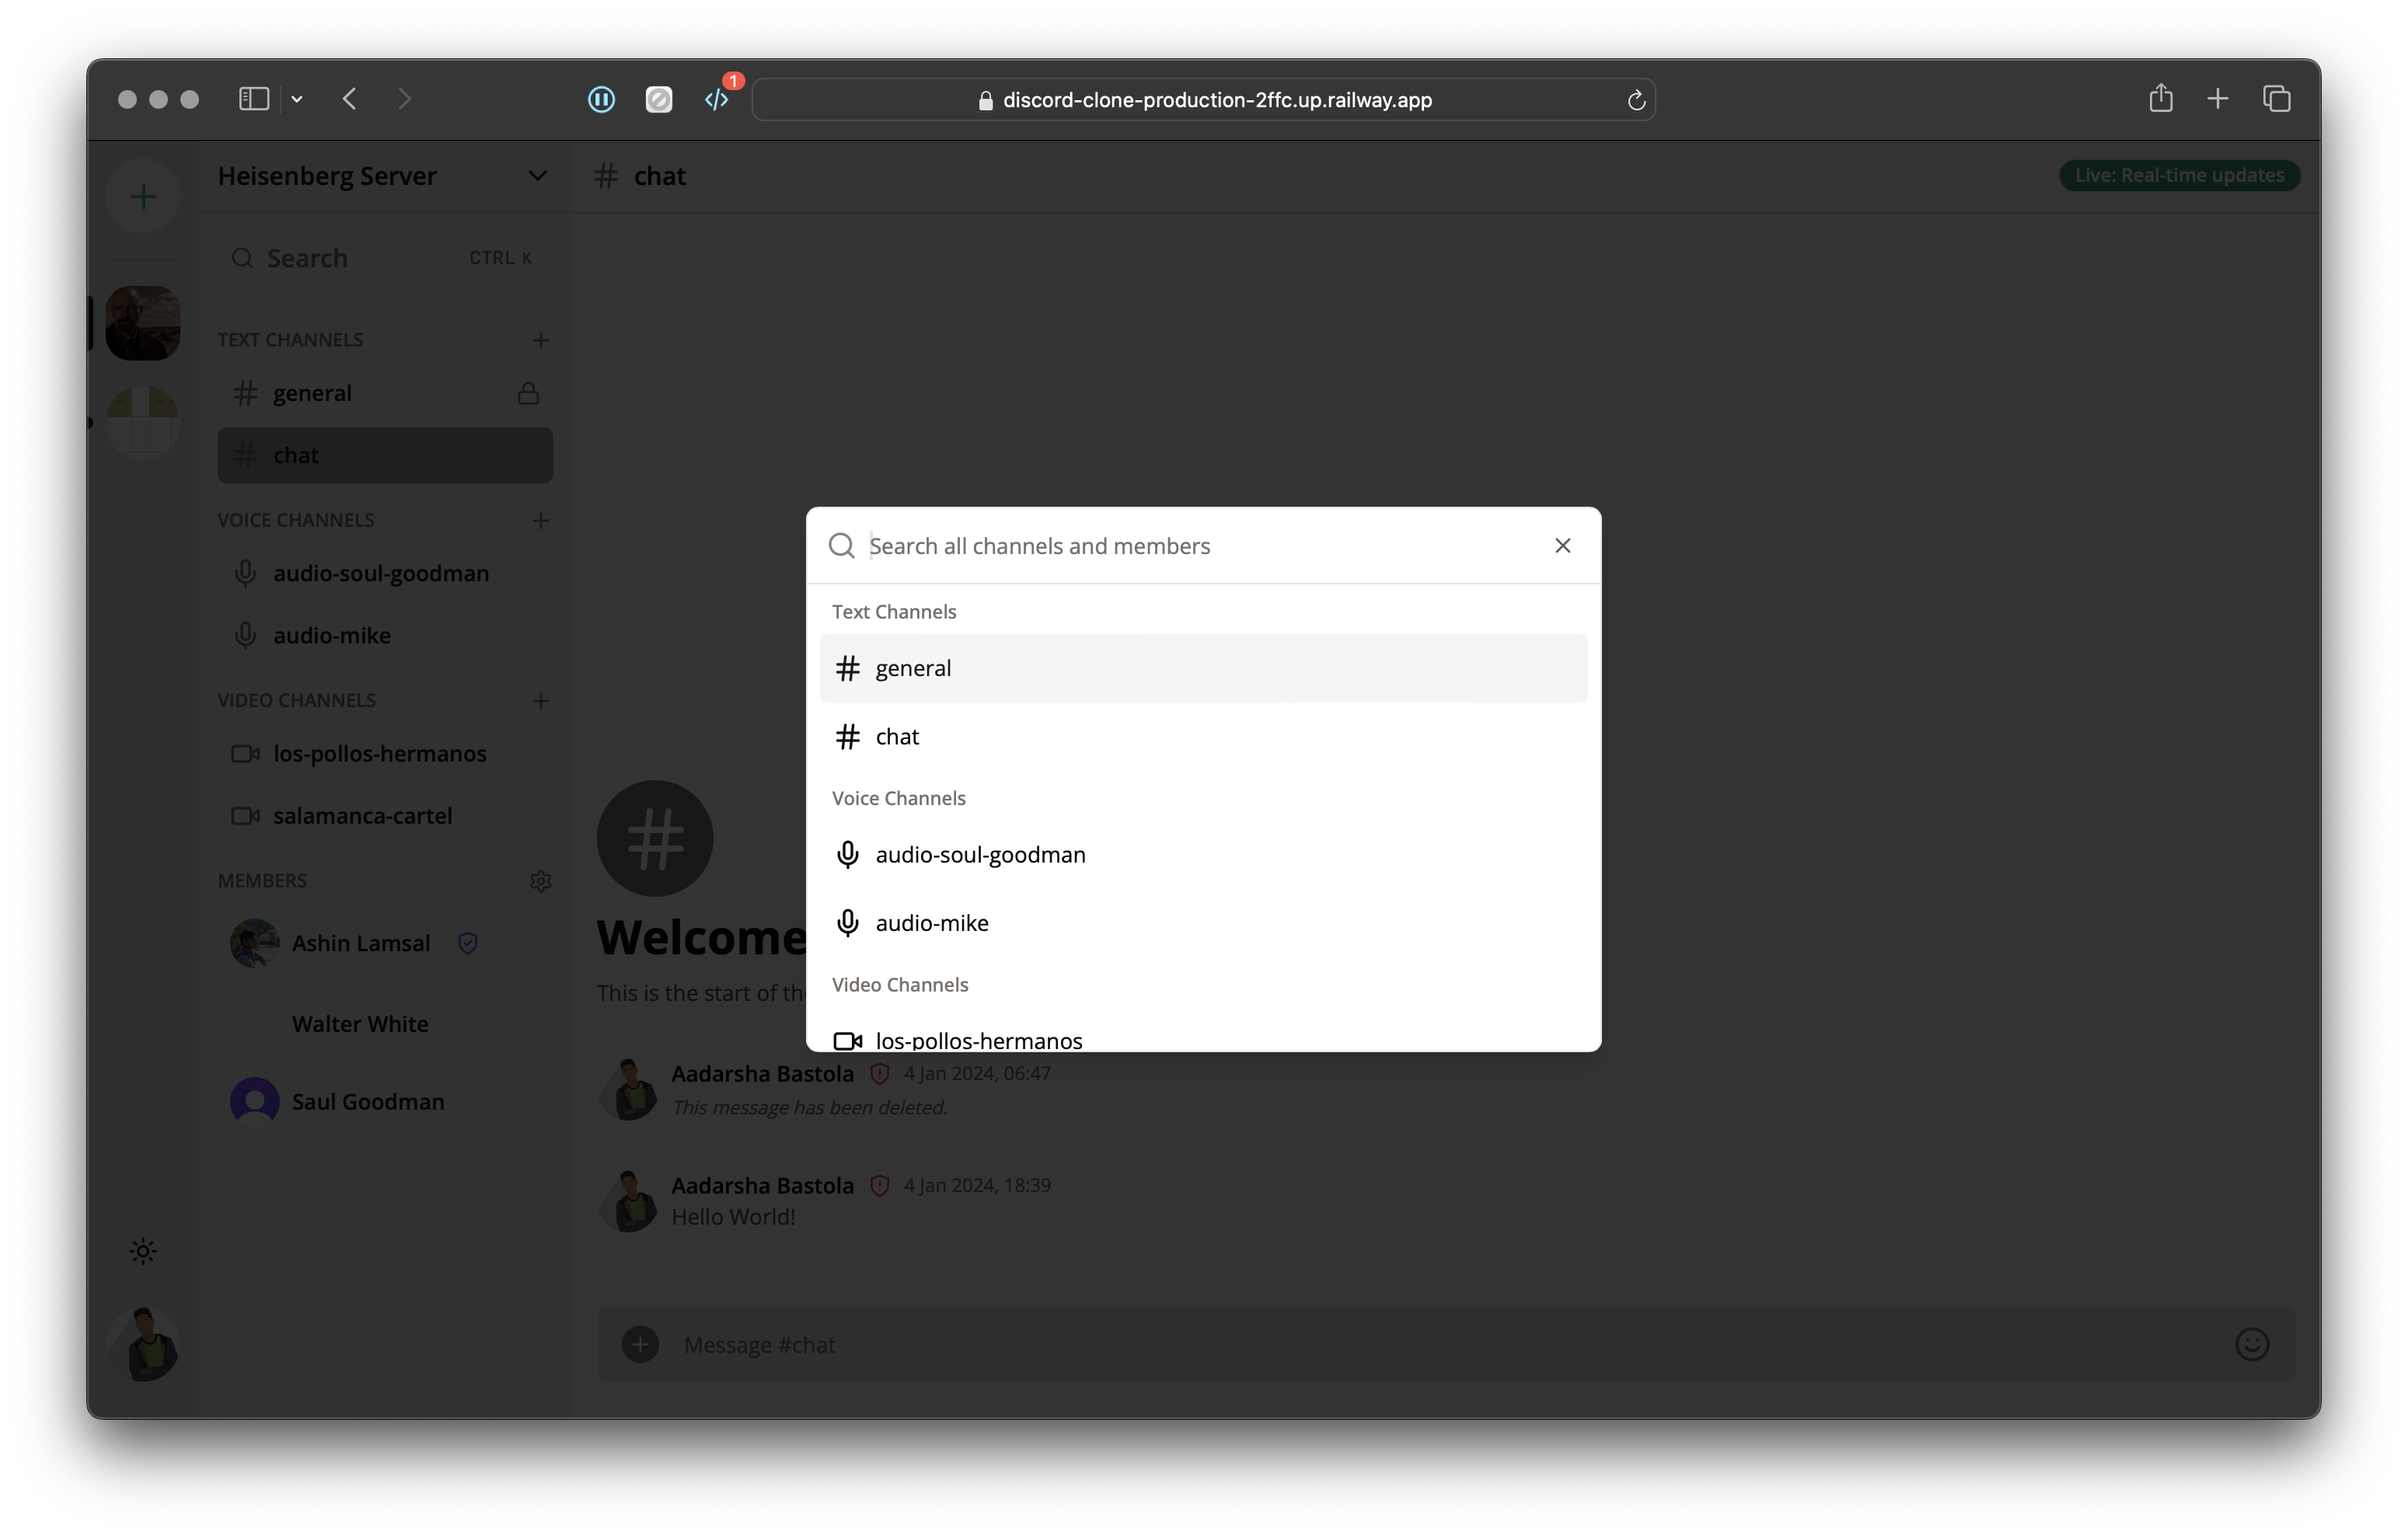 1
discord-clone-production-2ffc.up.railway.app
Heisenberg Server
# chat
Live: Real-time updates
Search CTRL K
TEXT CHANNELS
# general
# chat
VOICE CHANNELS
audio-soul-goodman
audio-mike
VIDEO CHANNELS
los-pollos-hermanos
salamanca-cartel
MEMBERS
Ashin Lamsal
Walter White
Saul Goodman
Search all channels and members
Text Channels
# general
# chat
Voice Channels
audio-soul-goodman
audio-mike
Video Channels
los-pollos-hermanos
#
Welcome
This is the start of
Aadarsha Bastola 4 Jan 2024, 06:47
This message has been deleted.
Aadarsha Bastola 4 Jan 2024, 18:39
Hello World!
Message #chat